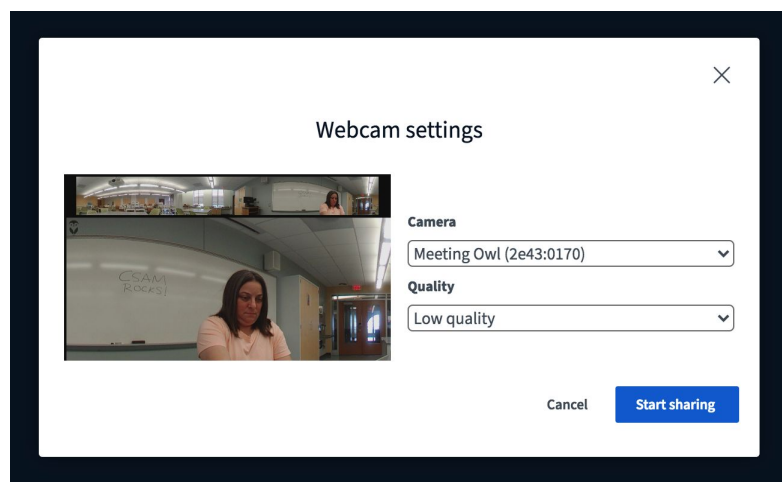 Webcam settings
CSAM
ROCKS!
Camera
Meeting Owl (2e43:0170)
Quality
Low quality
Cancel
Start sharing